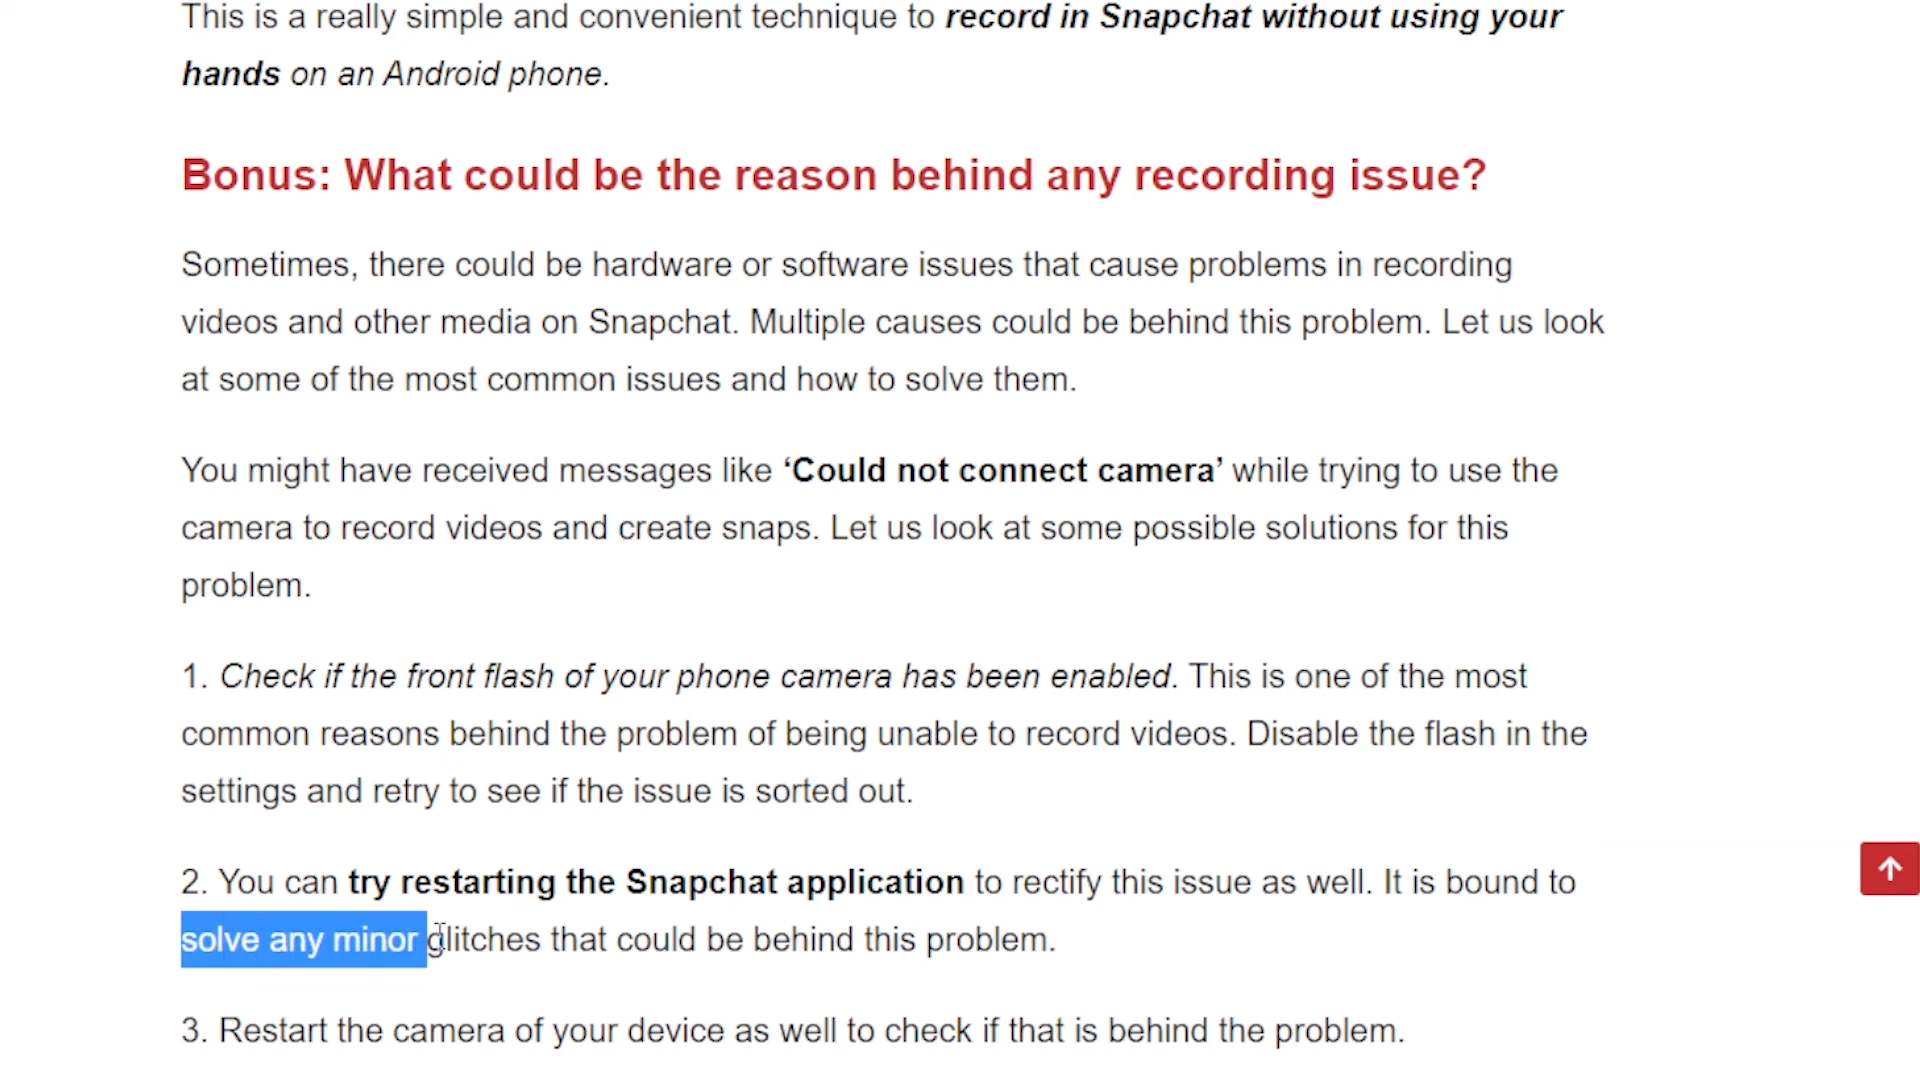 This is a really simple and convenient technique to record in Snapchat without using your
hands on an Android phone.
Bonus: What could be the reason behind any recording issue?
Sometimes, there could be hardware or software issues that cause problems in recording
videos and other media on Snapchat. Multiple causes could be behind this problem. Let us look
at some of the most common issues and how to solve them.
You might have received messages like ‘Could not connect camera’ while trying to use the
camera to record videos and create snaps. Let us look at some possible solutions for this
problem.
1. Check if the front flash of your phone camera has been enabled. This is one of the most
common reasons behind the problem of being unable to record videos. Disable the flash in the
settings and retry to see if the issue is sorted out.
2. You can try restarting the Snapchat application to rectify this issue as well. It is bound to
solve any minor glitches that could be behind this problem.
3. Restart the camera of your device as well to check if that is behind the problem.